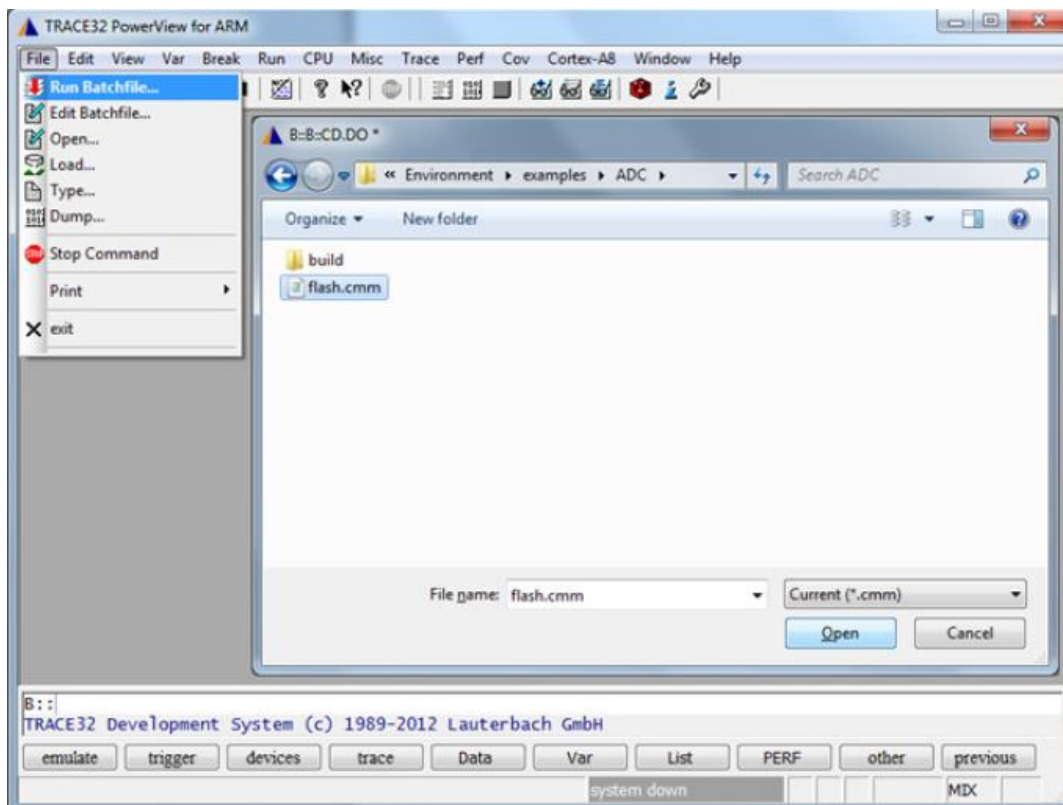 TRACE32 PowerView for ARM
File Edit View Var Break Run CPU Misc Trace Perf Cov Cortex-A8 Window Help
Run Batchfile...
Edit Batchfile...
Open...
Load...
Type...
Dump...
Stop Command
Print
exit
B::B::CD.DO *
« Environment examples ADC
Search ADC
Organize
New folder
build
flash.cmm
File name: flash.cmm
Current (*.cmm)
Open Cancel
B::
TRACE32 Development System (c) 1989-2012 Lauterbach GmbH
emulate trigger devices trace Data Var List PERF other previous
system down MIX